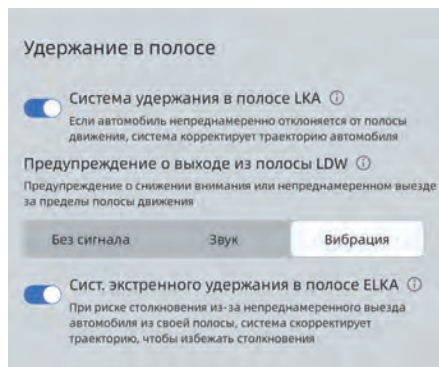 Удержание в полосе
Система удержания в полосе LKA ⓘ
Если автомобиль непреднамеренно отклоняется от полосы
движения, система корректирует траекторию автомобиля
Предупреждение о выходе из полосы LDW ⓘ
Предупреждение о снижении внимания или непреднамеренном выезде
за пределы полосы движения
Без сигнала Звук Вибрация
Сист. экстренного удержания в полосе ELKA ⓘ
При риске столкновения из-за непреднамеренного выезда
автомобиля из своей полосы, система скорректирует
траекторию, чтобы избежать столкновения